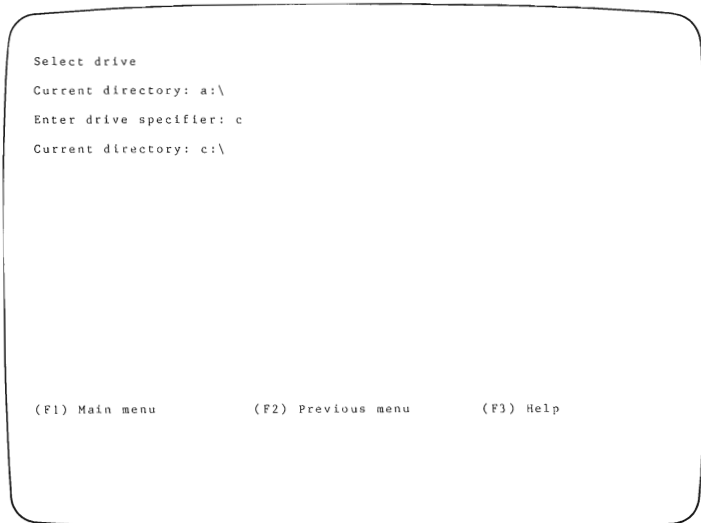 Select drive
Current directory: a:\
Enter drive specifier: c
Current directory: c:\
(F1) Main menu (F2) Previous menu (F3) Help